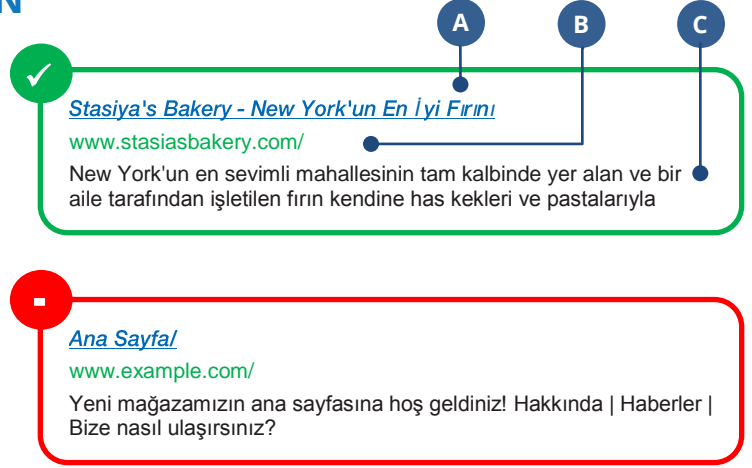 N
A B C
✓
Stasiya's Bakery - New York'un En İyi Fırını
www.stasiasbakery.com/
New York'un en sevimli mahallesinin tam kalbinde yer alan ve bir
aile tarafından işletilen fırın kendine has kekleri ve pastalarıyla
-
Ana Sayfa/
www.example.com/
Yeni mağazamızın ana sayfasına hoş geldiniz! Hakkında | Haberler |
Bize nasıl ulaşırsınız?